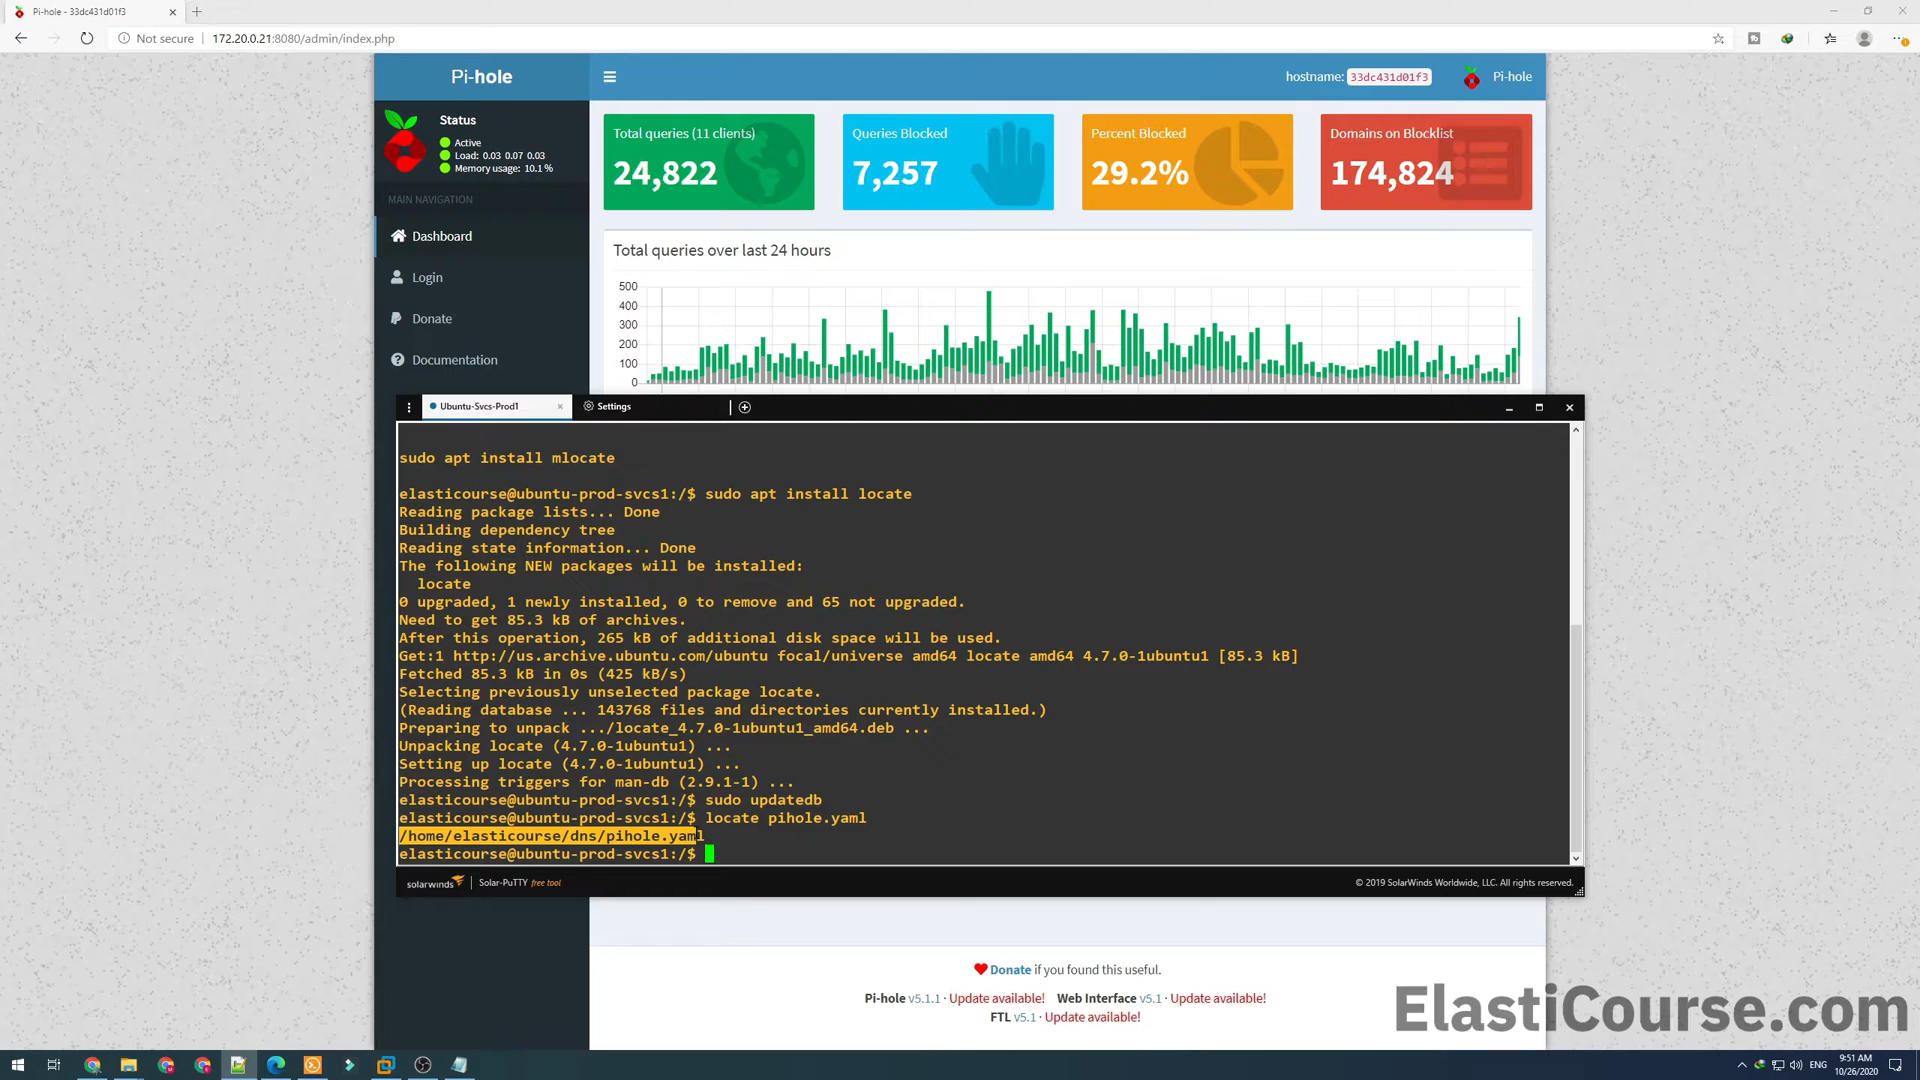 Pi-hole - 33dc431d01f3
Not secure
172.20.0.21:8080/admin/index.php
Pi-hole
hostname: 33dc431d01f3
Pi-hole
Status
Active
Load: 0.03 0.07 0.03
Memory usage: 10.1 %
MAIN NAVIGATION
Dashboard
Login
Donate
Documentation
Total queries (11 clients)
24,822
Queries Blocked
7,257
Percent Blocked
29.2%
Domains on Blocklist
174,824
Total queries over last 24 hours
500
400
300
200
100
0
Ubuntu-Svcs-Prod1
Settings
sudo apt install mlocate
elasticourse@ubuntu-prod-svcs1:/$ sudo apt install locate
Reading package lists... Done
Building dependency tree
Reading state information... Done
The following NEW packages will be installed:
locate
0 upgraded, 1 newly installed, 0 to remove and 65 not upgraded.
Need to get 85.3 kB of archives.
After this operation, 265 kB of additional disk space will be used.
Get:1 http://us.archive.ubuntu.com/ubuntu focal/universe amd64 locate amd64 4.7.0-1ubuntu1 [85.3 kB]
Fetched 85.3 kB in 0s (425 kB/s)
Selecting previously unselected package locate.
(Reading database ... 143768 files and directories currently installed.)
Preparing to unpack .../locate_4.7.0-1ubuntu1_amd64.deb ...
Unpacking locate (4.7.0-1ubuntu1) ...
Setting up locate (4.7.0-1ubuntu1) ...
Processing triggers for man-db (2.9.1-1) ...
elasticourse@ubuntu-prod-svcs1:/$ sudo updatedb
elasticourse@ubuntu-prod-svcs1:/$ locate pihole.yaml
/home/elasticourse/dns/pihole.yaml
elasticourse@ubuntu-prod-svcs1:/$
solarwinds
Solar-PuTTY free tool
© 2019 SolarWinds Worldwide, LLC. All rights reserved.
Donate if you found this useful.
Pi-hole v5.1.1 · Update available! Web Interface v5.1 · Update available!
FTL v5.1 · Update available!
ElastiCourse.com
ENG
9:51 AM
10/26/2020